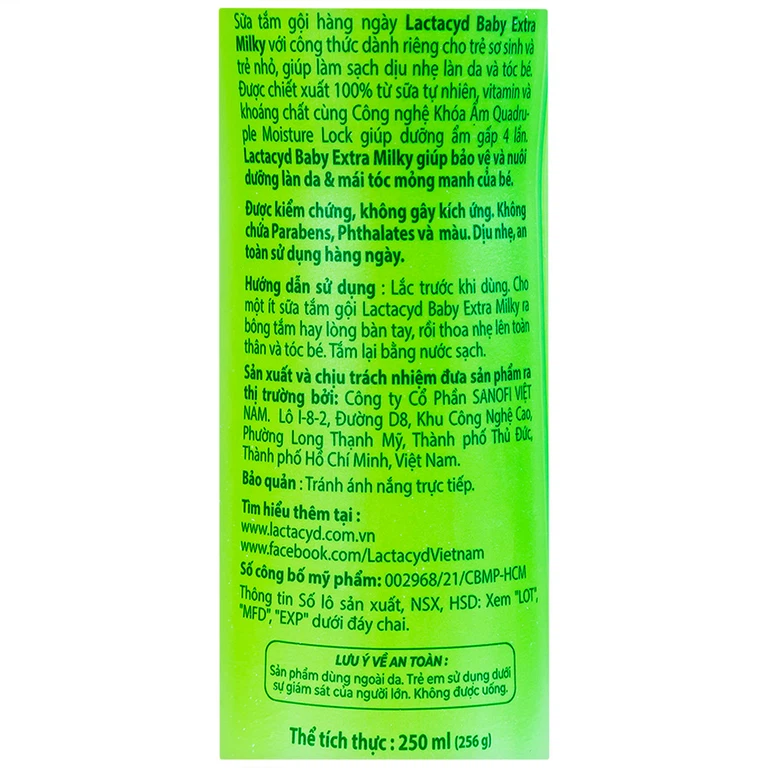 Sữa tắm gội hàng ngày Lactacyd Baby Extra
Milky với công thức dành riêng cho trẻ sơ sinh và
trẻ nhỏ, giúp làm sạch dịu nhẹ làn da và tóc bé.
Được chiết xuất 100% từ sữa tự nhiên, vitamin và
khoáng chất cùng Công nghệ Khóa Ẩm Quadru-
ple Moisture Lock giúp dưỡng ẩm gấp 4 lần.
Lactacyd Baby Extra Milky giúp bảo vệ và nuôi
dưỡng làn da & mái tóc mỏng manh của bé.
Được kiểm chứng, không gây kích ứng. Không
chứa Parabens, Phthalates và màu. Dịu nhẹ, an
toàn sử dụng hàng ngày.
Hướng dẫn sử dụng : Lắc trước khi dùng. Cho
một ít sữa tắm gội Lactacyd Baby Extra Milky ra
bông tắm hay lòng bàn tay, rồi thoa nhẹ lên toàn
thân và tóc bé. Tắm lại bằng nước sạch.
Sản xuất và chịu trách nhiệm đưa sản phẩm ra
thị trường bởi: Công ty Cổ Phần SANOFI VIỆT
NAM. Lô I-8-2, Đường D8, Khu Công Nghệ Cao,
Phường Long Thạnh Mỹ, Thành phố Thủ Đức,
Thành phố Hồ Chí Minh, Việt Nam.
Bảo quản : Tránh ánh nắng trực tiếp.
Tìm hiểu thêm tại :
www.lactacyd.com.vn
www.facebook.com/LactacydVietnam
Số công bố mỹ phẩm: 002968/21/CBMP-HCM
Thông tin Số lô sản xuất, NSX, HSD: Xem "LOT",
"MFD", "EXP" dưới đáy chai.
LƯU Ý VỀ AN TOÀN :
Sản phẩm dùng ngoài da. Trẻ em sử dụng dưới
sự giám sát của người lớn. Không được uống.
Thể tích thực : 250 ml (256 g)